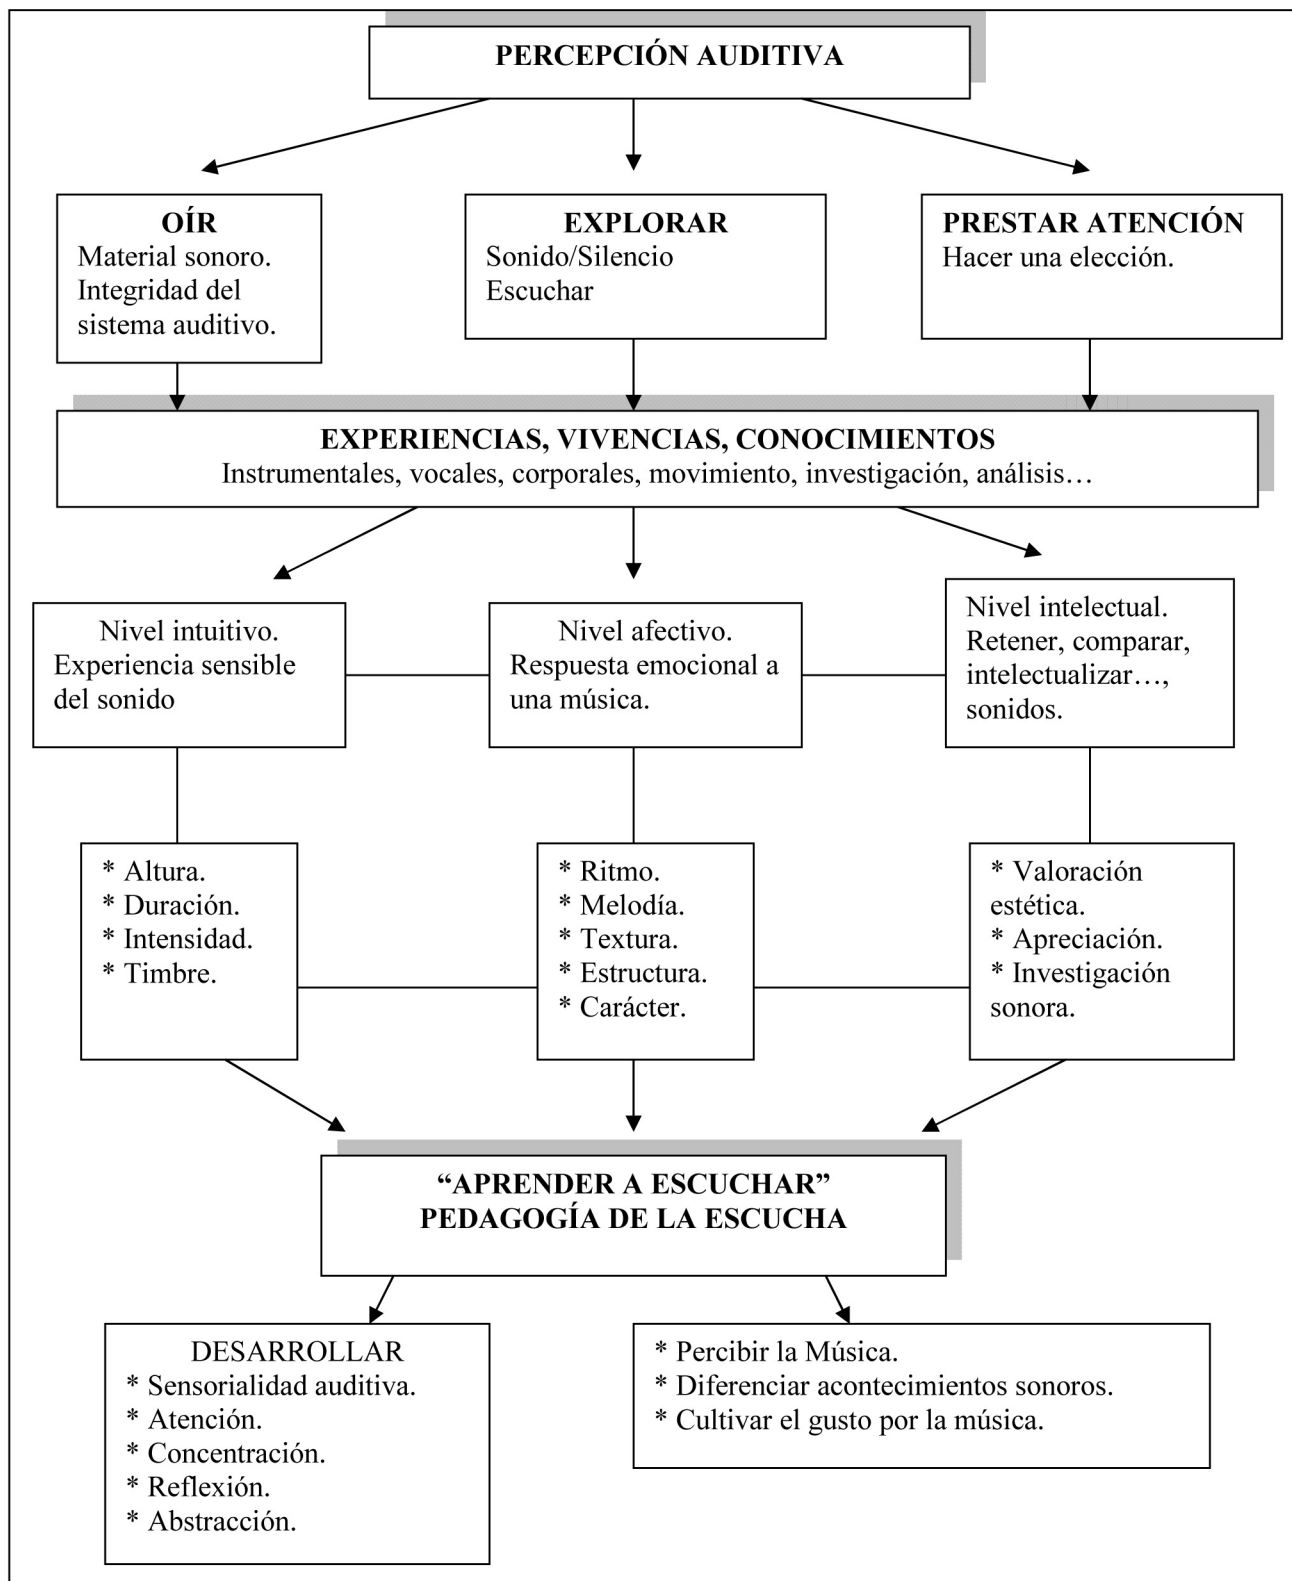 PERCEPCIÓN AUDITIVA
OÍR
Material sonoro.
Integridad del
sistema auditivo.
EXPLORAR
Sonido/Silencio
Escuchar
PRESTAR ATENCIÓN
Hacer una elección.
EXPERIENCIAS, VIVENCIAS, CONOCIMIENTOS
Instrumentales, vocales, corporales, movimiento, investigación, análisis…
Nivel intuitivo.
Experiencia sensible
del sonido
Nivel afectivo.
Respuesta emocional a
una música.
Nivel intelectual.
Retener, comparar,
intelectualizar…,
sonidos.
* Altura.
* Duración.
* Intensidad.
* Timbre.
* Ritmo.
* Melodía.
* Textura.
* Estructura.
* Carácter.
* Valoración
estética.
* Apreciación.
* Investigación
sonora.
“APRENDER A ESCUCHAR”
PEDAGOGÍA DE LA ESCUCHA
DESARROLLAR
* Sensorialidad auditiva.
* Atención.
* Concentración.
* Reflexión.
* Abstracción.
* Percibir la Música.
* Diferenciar acontecimientos sonoros.
* Cultivar el gusto por la música.